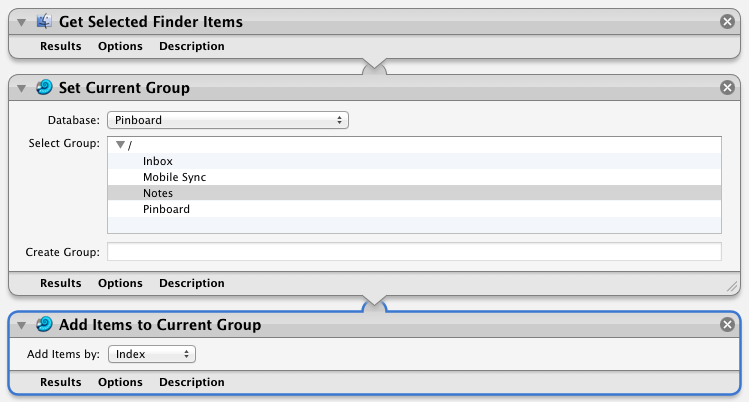 Get Selected Finder Items
Results Options Description
Set Current Group
Database: Pinboard
Select Group: /
Inbox
Mobile Sync
Notes
Pinboard
Create Group:
Results Options Description
Add Items to Current Group
Add Items by: Index
Results Options Description